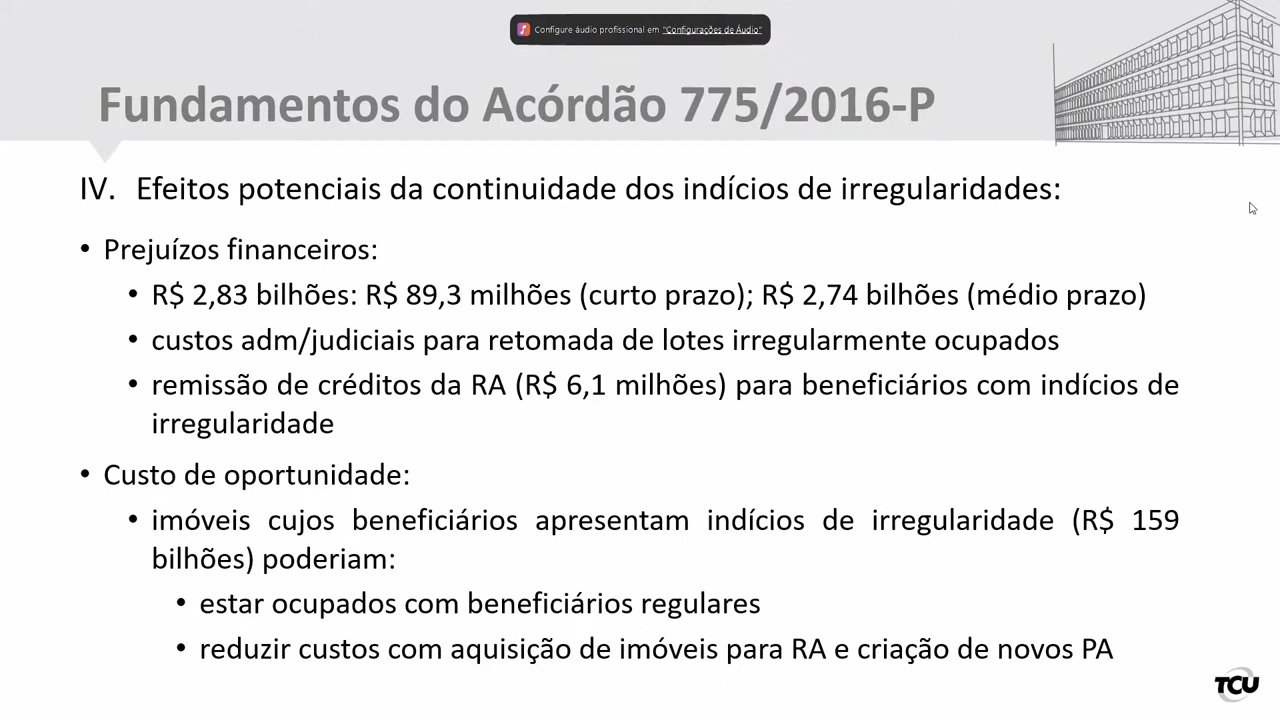 Configure áudio profissional em "Configurações de Áudio"
Fundamentos do Acórdão 775/2016-P
IV. Efeitos potenciais da continuidade dos indícios de irregularidades:
• Prejuízos financeiros:
• R$ 2,83 bilhões: R$ 89,3 milhões (curto prazo); R$ 2,74 bilhões (médio prazo)
• custos adm/judiciais para retomada de lotes irregularmente ocupados
• remissão de créditos da RA (R$ 6,1 milhões) para beneficiários com indícios de
irregularidade
• Custo de oportunidade:
• imóveis cujos beneficiários apresentam indícios de irregularidade (R$ 159
bilhões) poderiam:
• estar ocupados com beneficiários regulares
• reduzir custos com aquisição de imóveis para RA e criação de novos PA
TCU